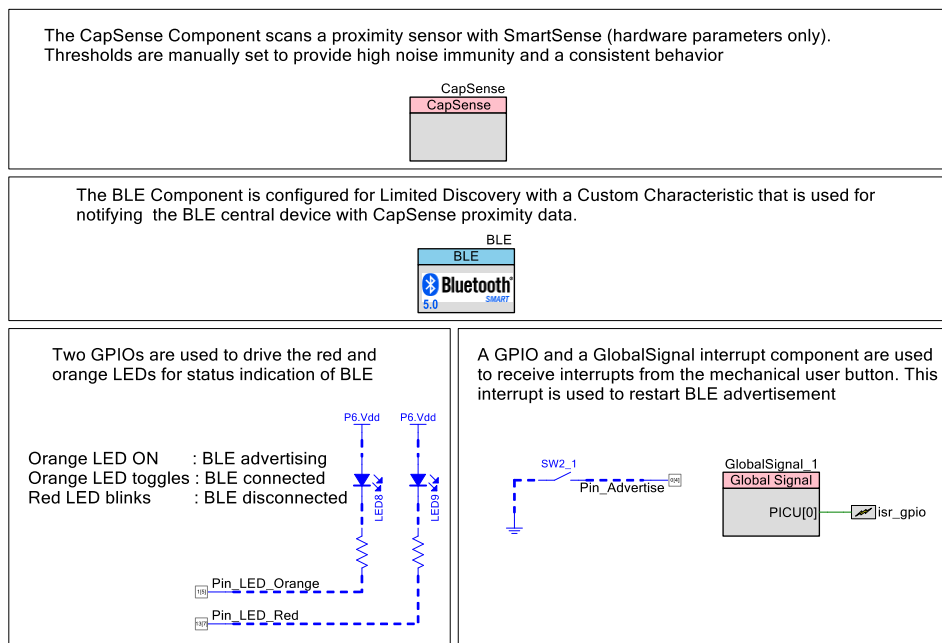 The CapSense Component scans a proximity sensor with SmartSense (hardware parameters only).
Thresholds are manually set to provide high noise immunity and a consistent behavior
CapSense
CapSense
The BLE Component is configured for Limited Discovery with a Custom Characteristic that is used for
notifying the BLE central device with CapSense proximity data.
BLE
BLE
Bluetooth
SMART
5.0
Two GPIOs are used to drive the red and
orange LEDs for status indication of BLE
P6.Vdd P6.Vdd
Orange LED ON : BLE advertising
Orange LED toggles : BLE connected
Red LED blinks : BLE disconnected
LED8
LED9
1[5] Pin_LED_Orange
13[7] Pin_LED_Red
A GPIO and a GlobalSignal interrupt component are used
to receive interrupts from the mechanical user button. This
interrupt is used to restart BLE advertisement
SW2_1
Pin_Advertise 0[4]
GlobalSignal_1
Global Signal
PICU[0] isr_gpio